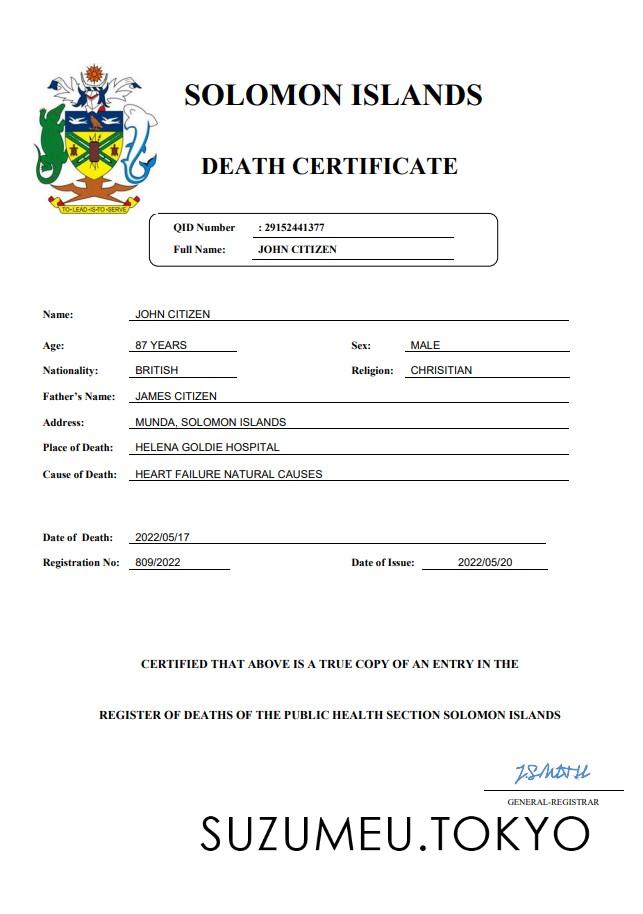 SOLOMON ISLANDS
DEATH CERTIFICATE
TO•LEAD•IS•TO•SERVE
QID Number : 29152441377
Full Name: JOHN CITIZEN
Name: JOHN CITIZEN
Age: 87 YEARS Sex: MALE
Nationality: BRITISH Religion: CHRISITIAN
Father's Name: JAMES CITIZEN
Address: MUNDA, SOLOMON ISLANDS
Place of Death: HELENA GOLDIE HOSPITAL
Cause of Death: HEART FAILURE NATURAL CAUSES
Date of Death: 2022/05/17
Registration No: 809/2022 Date of Issue: 2022/05/20
CERTIFIED THAT ABOVE IS A TRUE COPY OF AN ENTRY IN THE
REGISTER OF DEATHS OF THE PUBLIC HEALTH SECTION SOLOMON ISLANDS
GENERAL-REGISTRAR
SUZUMEU.TOKYO